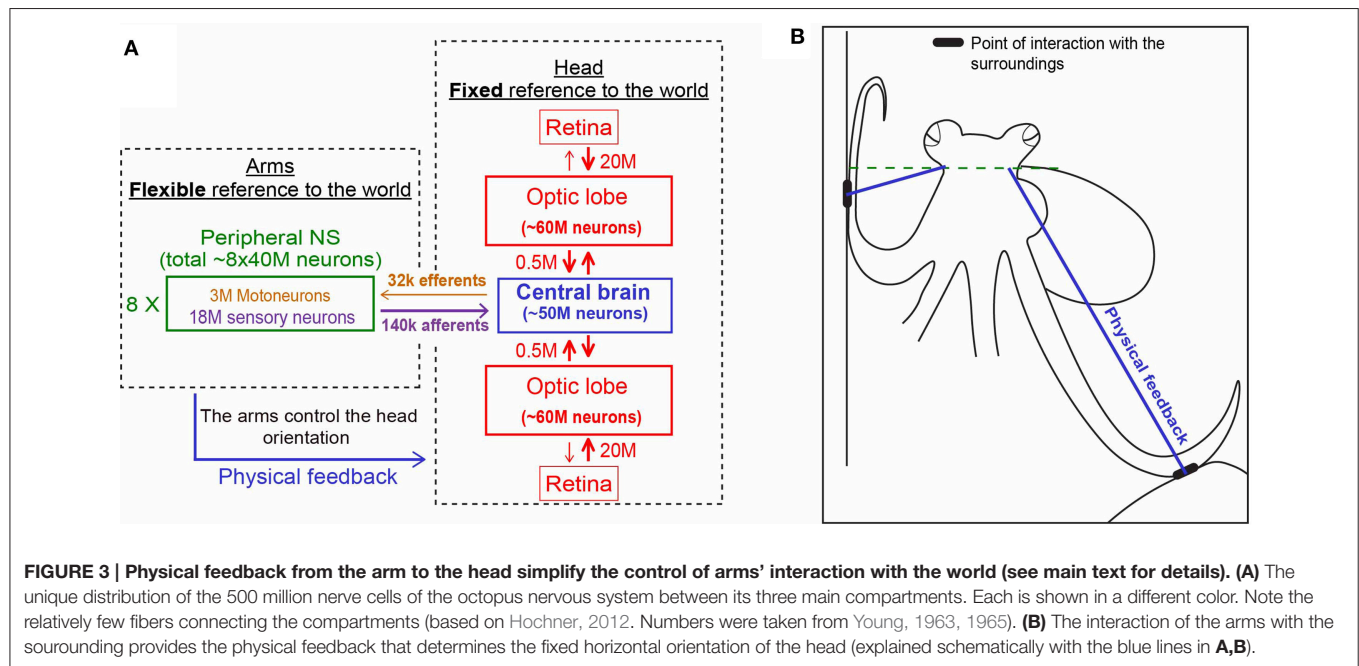 A
Arms
Flexible reference to the world
Peripheral NS
(total ~8x40M neurons)
8 X
3M Motoneurons
18M sensory neurons
32k efferents
140k afferents
The arms control the head
orientation
Physical feedback
Head
Fixed reference to the world
Retina
20M
Optic lobe
(~60M neurons)
0.5M
Central brain
(~50M neurons)
0.5M
Optic lobe
(~60M neurons)
20M
Retina
B
Point of interaction with the
surroundings
Physical feedback
FIGURE 3 | Physical feedback from the arm to the head simplify the control of arms' interaction with the world (see main text for details). (A) The
unique distribution of the 500 million nerve cells of the octopus nervous system between its three main compartments. Each is shown in a different color. Note the
relatively few fibers connecting the compartments (based on Hochner, 2012. Numbers were taken from Young, 1963, 1965). (B) The interaction of the arms with the
sourounding provides the physical feedback that determines the fixed horizontal orientation of the head (explained schematically with the blue lines in A,B).